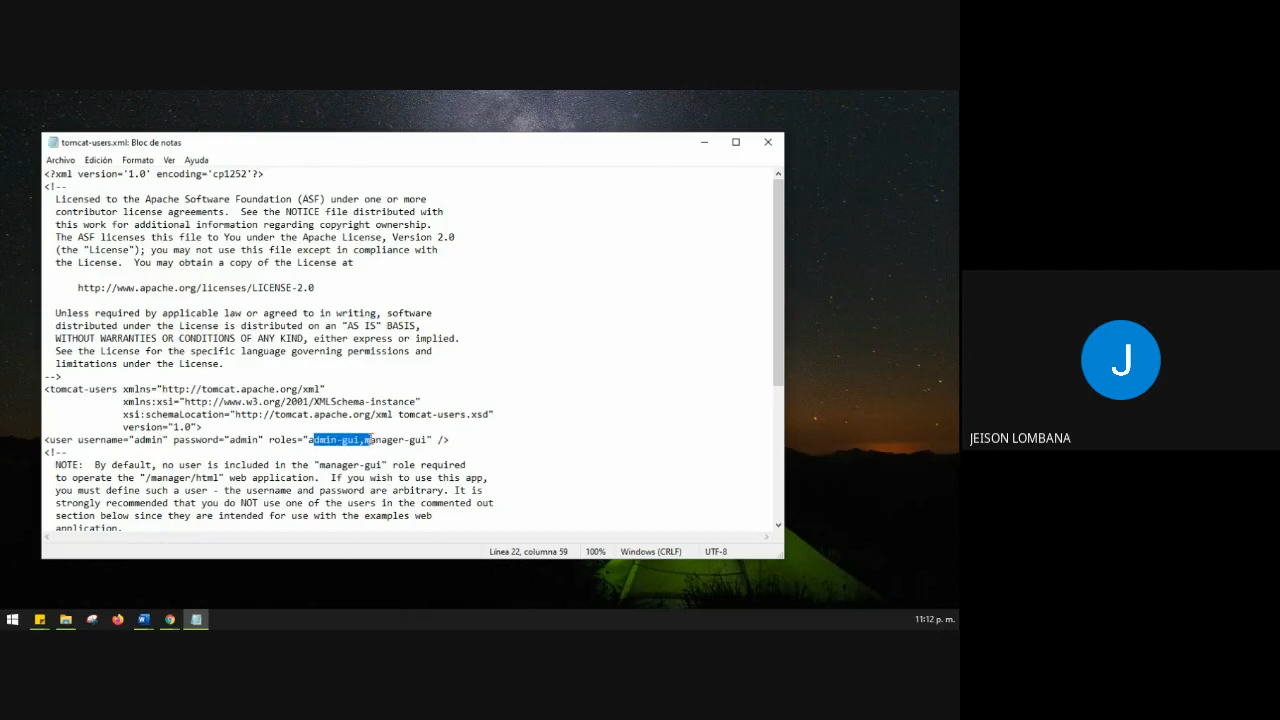 tomcat-users.xml: Bloc de notas
Archivo Edición Formato Ver Ayuda
<?xml version='1.0' encoding='cp1252'?>
<!--
Licensed to the Apache Software Foundation (ASF) under one or more
contributor license agreements. See the NOTICE file distributed with
this work for additional information regarding copyright ownership.
The ASF licenses this file to You under the Apache License, Version 2.0
(the "License"); you may not use this file except in compliance with
the License. You may obtain a copy of the License at
http://www.apache.org/licenses/LICENSE-2.0
Unless required by applicable law or agreed to in writing, software
distributed under the License is distributed on an "AS IS" BASIS,
WITHOUT WARRANTIES OR CONDITIONS OF ANY KIND, either express or implied.
See the License for the specific language governing permissions and
limitations under the License.
-->
<tomcat-users xmlns="http://tomcat.apache.org/xml"
xmlns:xsi="http://www.w3.org/2001/XMLSchema-instance"
xsi:schemaLocation="http://tomcat.apache.org/xml tomcat-users.xsd"
version="1.0">
<user username="admin" password="admin" roles="admin-gui,manager-gui" />
<!--
NOTE: By default, no user is included in the "manager-gui" role required
to operate the "/manager/html" web application. If you wish to use this app,
you must define such a user - the username and password are arbitrary. It is
strongly recommended that you do NOT use one of the users in the commented out
section below since they are intended for use with the examples web
application.
Línea 22, columna 59 100% Windows (CRLF) UTF-8
11:12 p. m.
J
JEISON LOMBANA